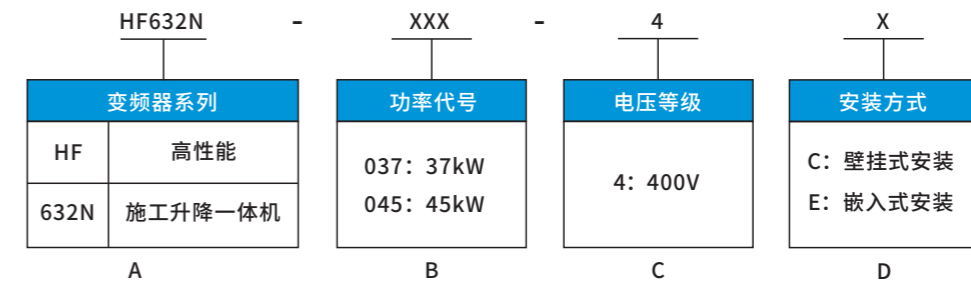 HF632N - XXX - 4 X
变频器系列 功率代号 电压等级 安装方式
HF 高性能
037：37kW
C：壁挂式安装
4：400V
632N 施工升降一体机
045：45kW
E：嵌入式安装
A B C D